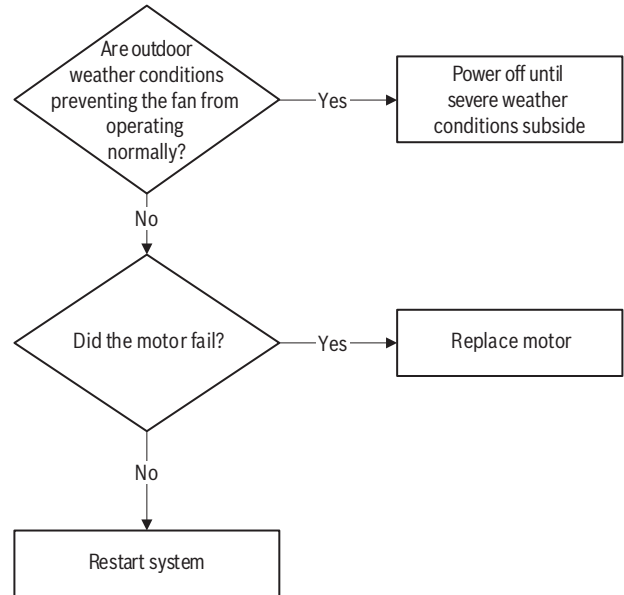 Are outdoor
weather conditions
preventing the fan from
operating
normally?
Yes
Power off until
severe weather
conditions subside
No
Did the motor fail?
Yes
Replace motor
No
Restart system